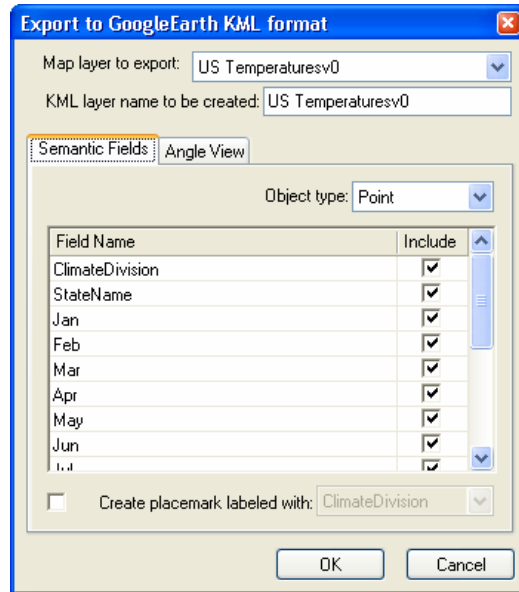 Export to GoogleEarth KML format
Map layer to export: US Temperaturesv0
KML layer name to be created: US Temperaturesv0
Semantic Fields Angle View
Object type: Point
Field Name Include
ClimateDivision
StateName
Jan
Feb
Mar
Apr
May
Jun
Create placemark labeled with: ClimateDivision
OK Cancel